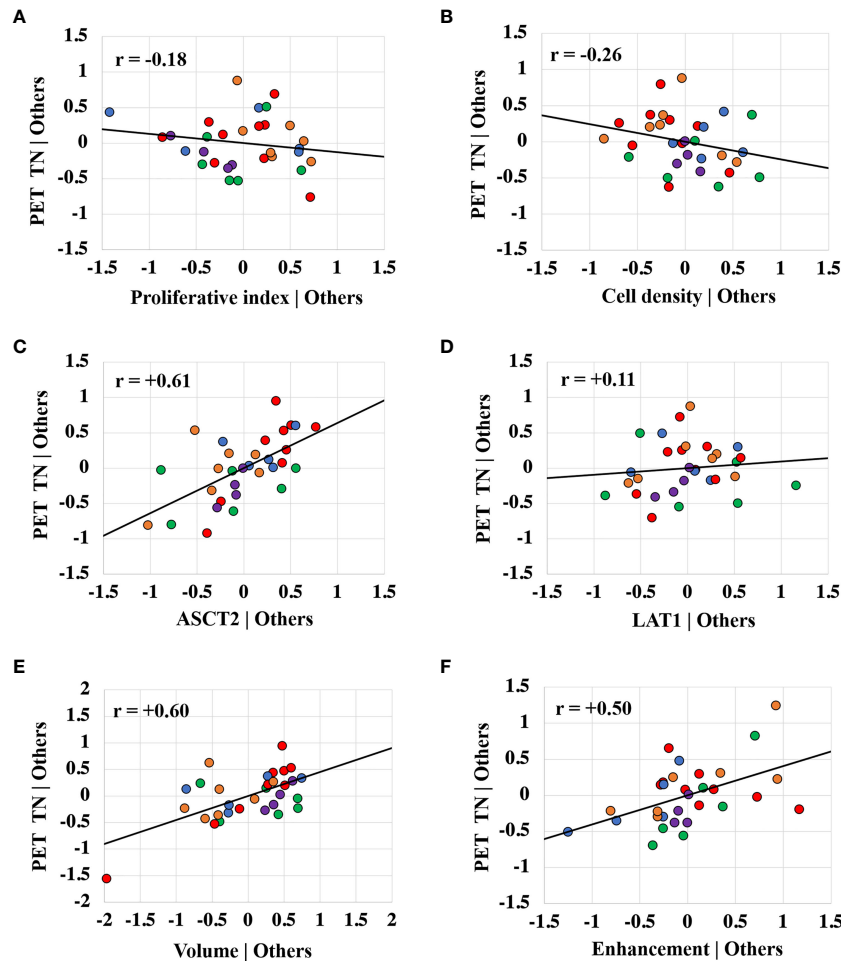 A
1.5
1
0.5
0
-0.5
-1
-1.5
r = -0.18
PET TN | Others
-1.5 -1 -0.5 0 0.5 1 1.5
Proliferative index | Others
B
1.5
1
0.5
0
-0.5
-1
-1.5
r = -0.26
PET TN | Others
-1.5 -1 -0.5 0 0.5 1 1.5
Cell density | Others
C
1.5
1
0.5
0
-0.5
-1
-1.5
r = +0.61
PET TN | Others
-1.5 -1 -0.5 0 0.5 1 1.5
ASCT2 | Others
D
1.5
1
0.5
0
-0.5
-1
-1.5
r = +0.11
PET TN | Others
-1.5 -1 -0.5 0 0.5 1 1.5
LAT1 | Others
E
2
1.5
1
0.5
0
-0.5
-1
-1.5
-2
r = +0.60
PET TN | Others
-2 -1.5 -1 -0.5 0 0.5 1 1.5 2
Volume | Others
F
1.5
1
0.5
0
-0.5
-1
-1.5
r = +0.50
PET TN | Others
-1.5 -1 -0.5 0 0.5 1 1.5
Enhancement | Others